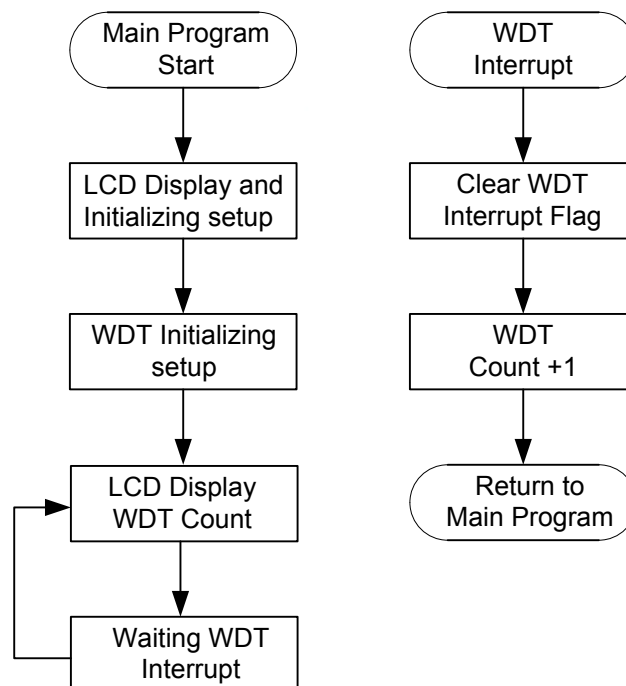 Main Program
Start
LCD Display and
Initializing setup
WDT Initializing
setup
LCD Display
WDT Count
Waiting WDT
Interrupt
WDT
Interrupt
Clear WDT
Interrupt Flag
WDT
Count +1
Return to
Main Program